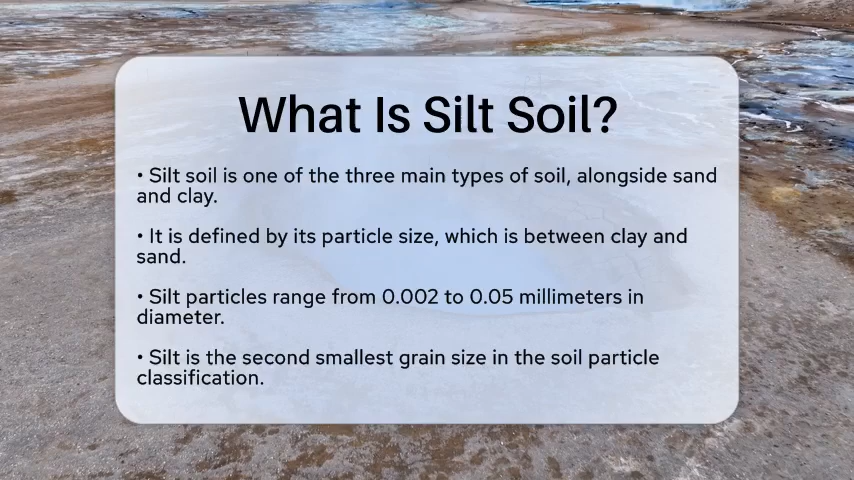 What Is Silt Soil?
• Silt soil is one of the three main types of soil, alongside sand
and clay.
• It is defined by its particle size, which is between clay and
sand.
• Silt particles range from 0.002 to 0.05 millimeters in
diameter.
• Silt is the second smallest grain size in the soil particle
classification.